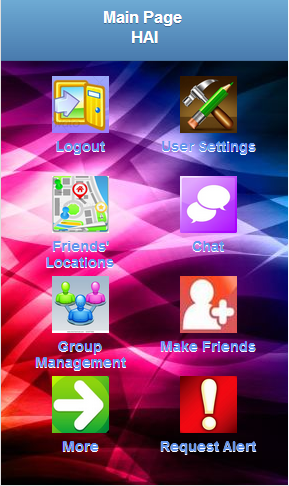 Main Page
HAI
Logout
User Settings
Friends'
Locations
Chat
Group
Management
Make Friends
More
Request Alert